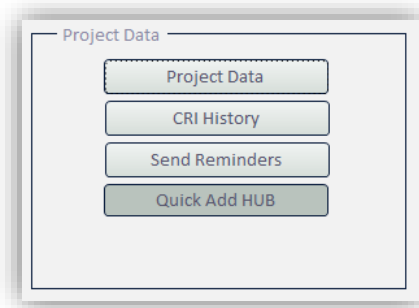 Project Data
Project Data
CRI History
Send Reminders
Quick Add HUB